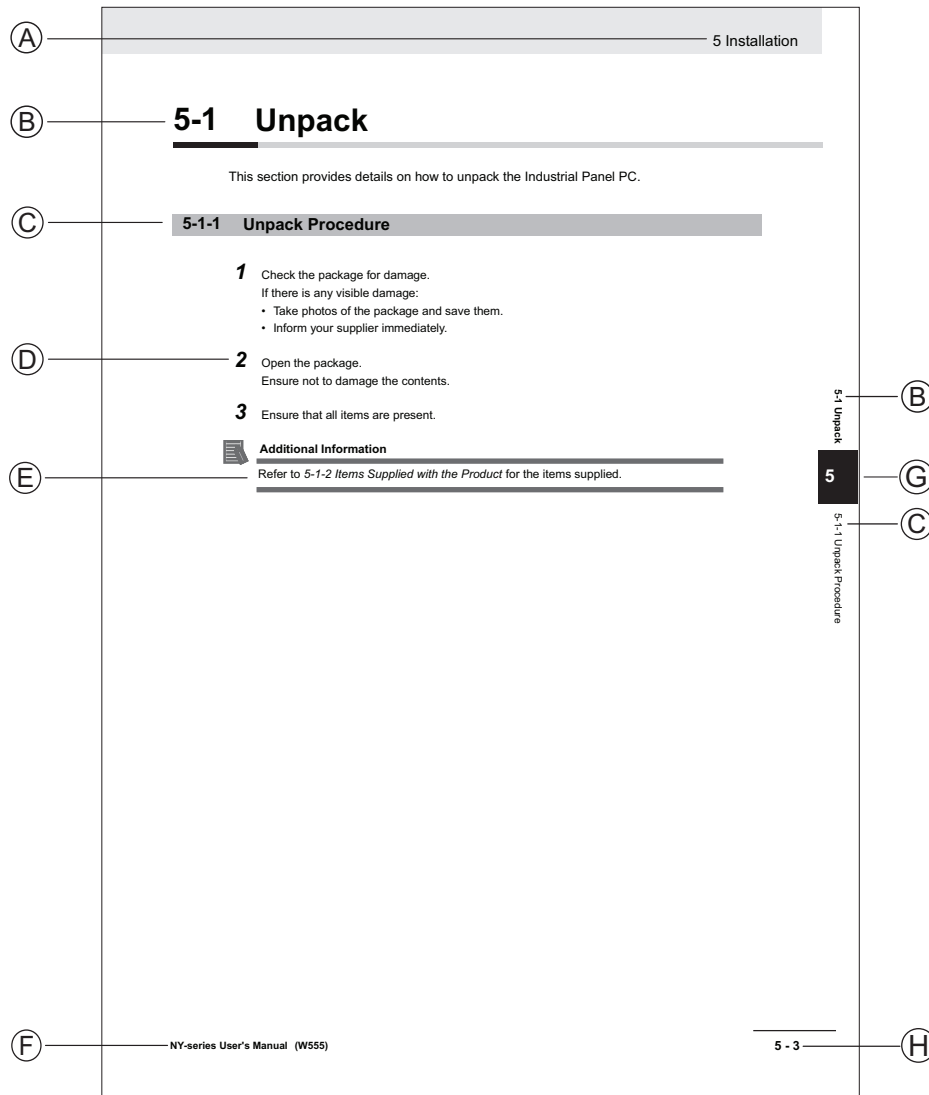 A
5 Installation
B
5-1 Unpack
This section provides details on how to unpack the Industrial Panel PC.
C
5-1-1 Unpack Procedure
1 Check the package for damage.
If there is any visible damage:
• Take photos of the package and save them.
• Inform your supplier immediately.
D
2 Open the package.
Ensure not to damage the contents.
3 Ensure that all items are present.
Additional Information
E
Refer to 5-1-2 Items Supplied with the Product for the items supplied.
5-1 Unpack
B
5
G
5-1-1 Unpack Procedure
C
F
NY-series User's Manual (W555)
5 - 3
H